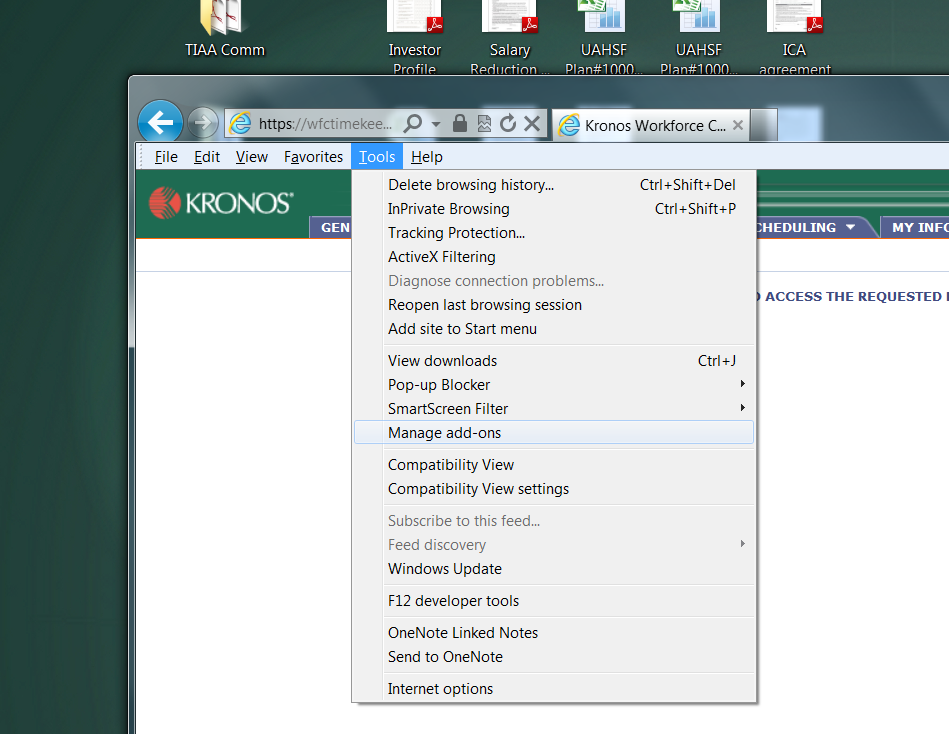 TIAA Comm
Investor
Profile
Salary
Reduction ...
UAHSF
Plan#1000...
UAHSF
Plan#1000...
ICA
agreement
https://wfctimekee...
Kronos Workforce C...
File Edit View Favorites Tools Help
KRONOS
GEN
CHEDULING
MY INFO
ACCESS THE REQUESTED
Delete browsing history... Ctrl+Shift+Del
InPrivate Browsing Ctrl+Shift+P
Tracking Protection...
ActiveX Filtering
Diagnose connection problems...
Reopen last browsing session
Add site to Start menu
View downloads Ctrl+J
Pop-up Blocker
SmartScreen Filter
Manage add-ons
Compatibility View
Compatibility View settings
Subscribe to this feed...
Feed discovery
Windows Update
F12 developer tools
OneNote Linked Notes
Send to OneNote
Internet options